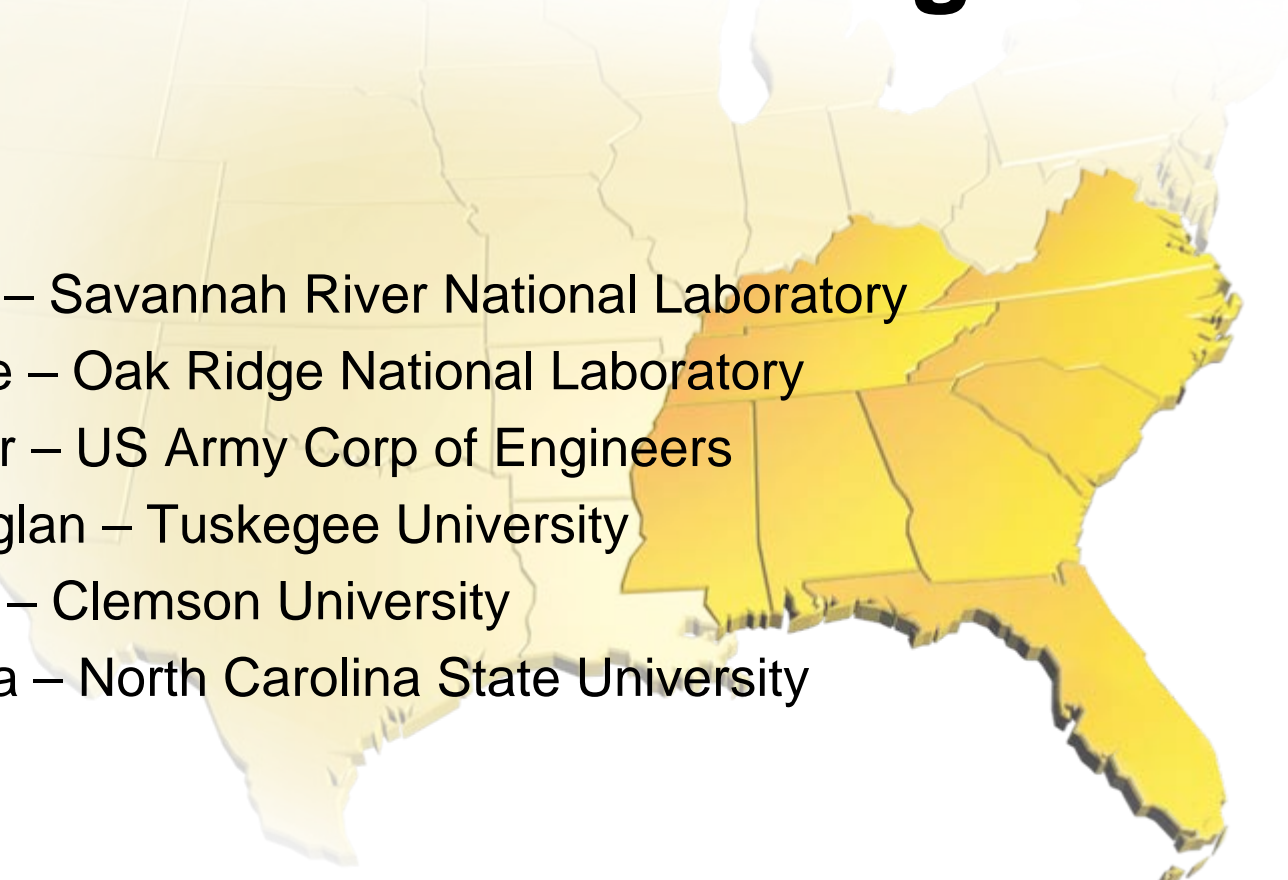 g
– Savannah River National Laboratory
e – Oak Ridge National Laboratory
r – US Army Corp of Engineers
glan – Tuskegee University
– Clemson University
a – North Carolina State University